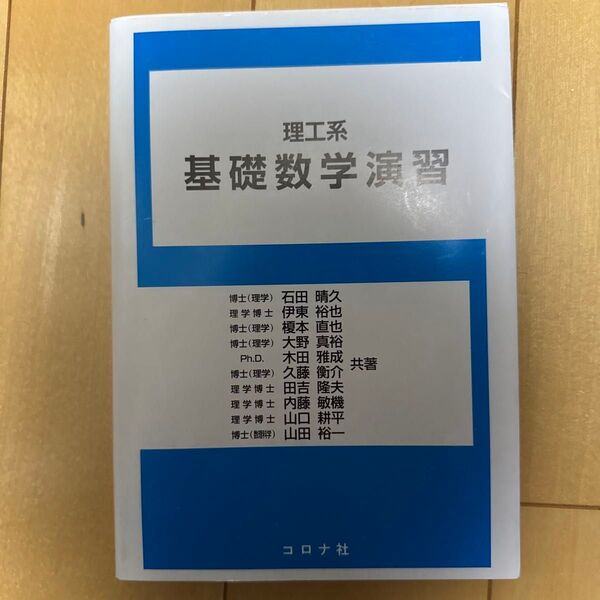 理工系
基礎数学演習
博士(理学) 石田 晴久
理学博士 伊東 裕也
博士(理学) 榎本 直也
博士(理学) 大野 真裕
Ph.D. 木田 雅成 共著
博士(理学) 久藤 衡介
理学博士 田吉 隆夫
理学博士 内藤 敏機
理学博士 山口 耕平
博士(数理科学) 山田 裕一
コロナ社